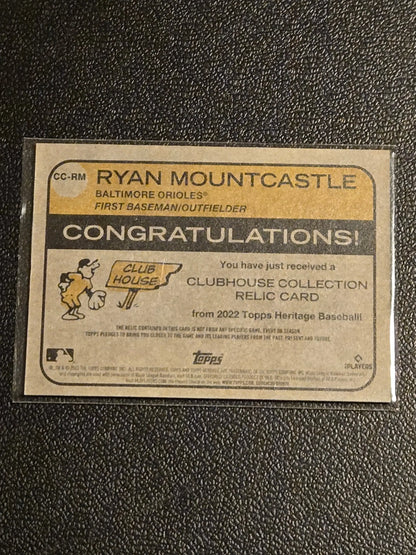 CC-RM
RYAN MOUNTCASTLE
BALTIMORE ORIOLES®
FIRST BASEMAN/OUTFIELDER
CONGRATULATIONS!
CLUB
HOUSE
You have just received a
CLUBHOUSE COLLECTION
RELIC CARD
from 2022 Topps Heritage Baseball!
THE RELIC CONTAINED IN THIS CARD IS NOT FROM ANY SPECIFIC GAME, EVENT OR SEASON.
TOPPS PLEDGES TO BRING YOU CLOSER TO THE GAME AND ITS LEADING PLAYERS FROM THE PAST, PRESENT AND FUTURE.
Topps
PLAYERS